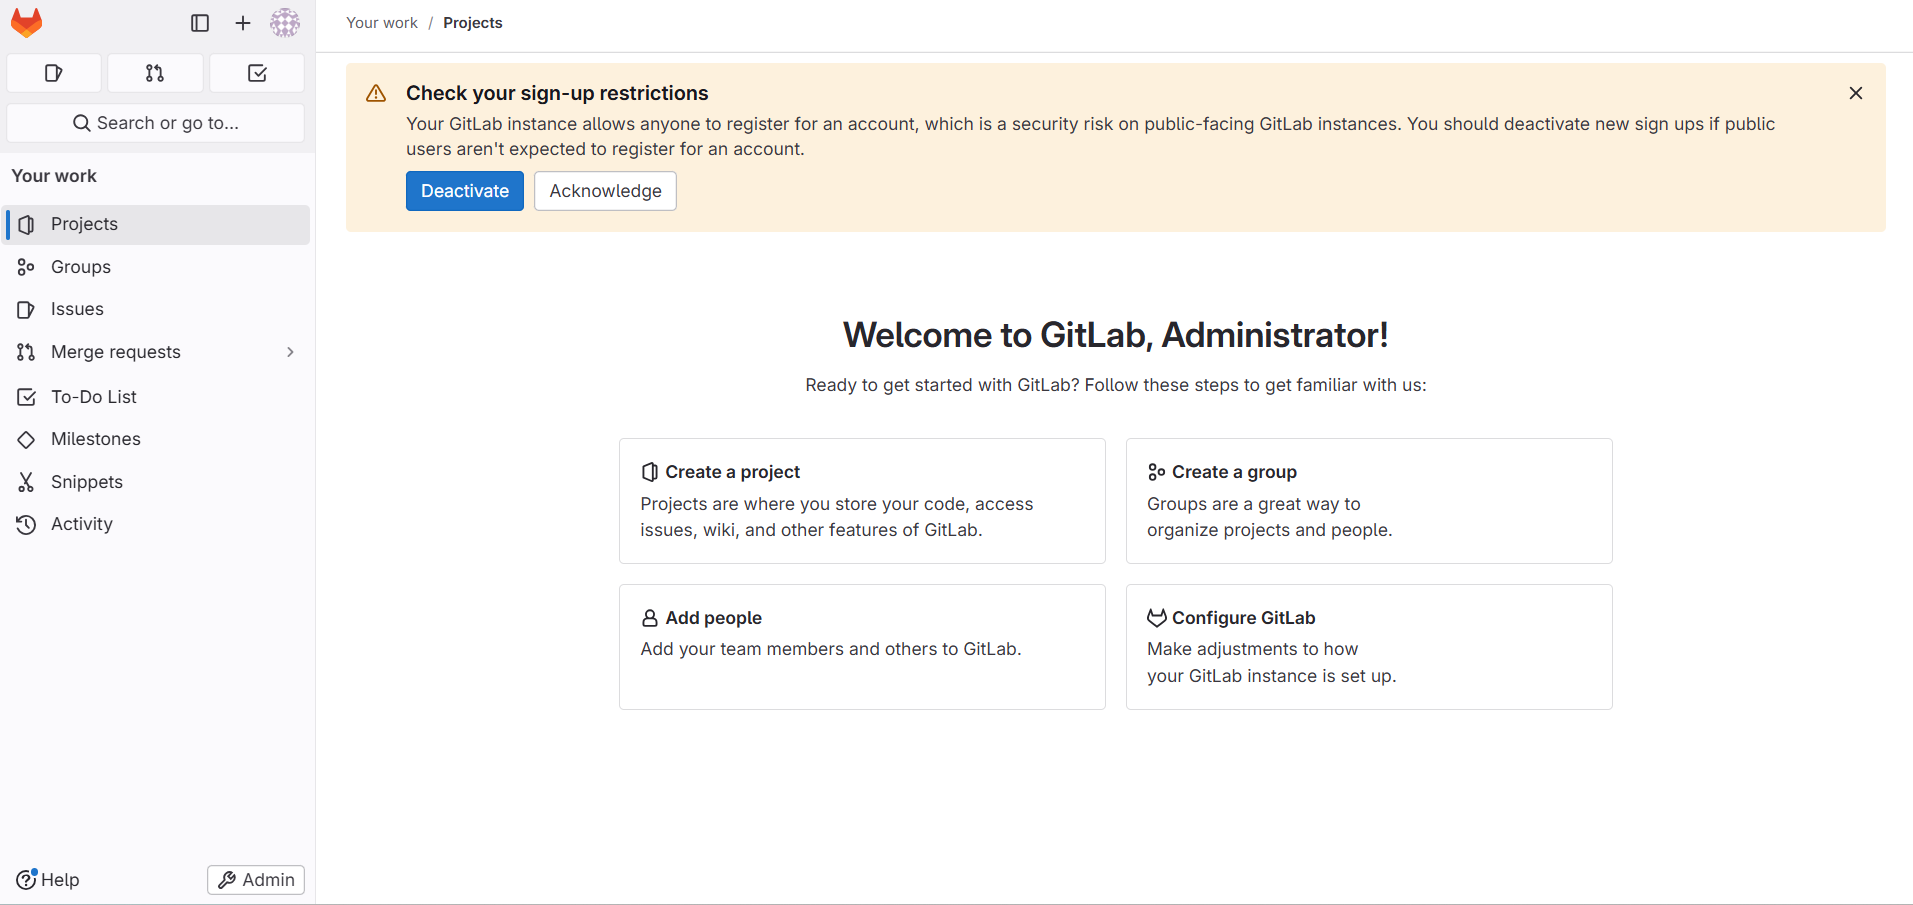 Your work / Projects
Search or go to...
Your work
Projects
Groups
Issues
Merge requests
To-Do List
Milestones
Snippets
Activity
Help
Admin
Check your sign-up restrictions
Your GitLab instance allows anyone to register for an account, which is a security risk on public-facing GitLab instances. You should deactivate new sign ups if public
users aren't expected to register for an account.
Deactivate
Acknowledge
Welcome to GitLab, Administrator!
Ready to get started with GitLab? Follow these steps to get familiar with us:
Create a project
Projects are where you store your code, access
issues, wiki, and other features of GitLab.
Create a group
Groups are a great way to
organize projects and people.
Add people
Add your team members and others to GitLab.
Configure GitLab
Make adjustments to how
your GitLab instance is set up.